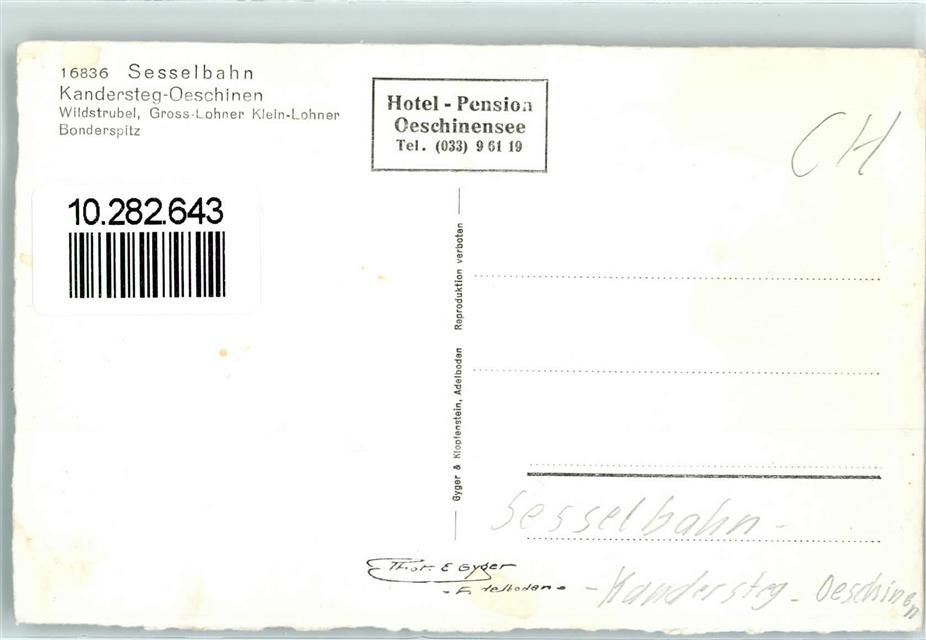 16836 Sesselbahn
Kandersteg-Oeschinen
Wildstrubel, Gross-Lohner Klein-Lohner
Bonderspitz
Hotel - Pension
Oeschinensee
Tel. (033) 9 61 19
CH
10.282.643
Gyger & Klopfenstein, Adelboden Reproduktion verboten
Sesselbahn -
Phot. E Gyger
- Adelboden -
- Kandersteg - Oeschinen